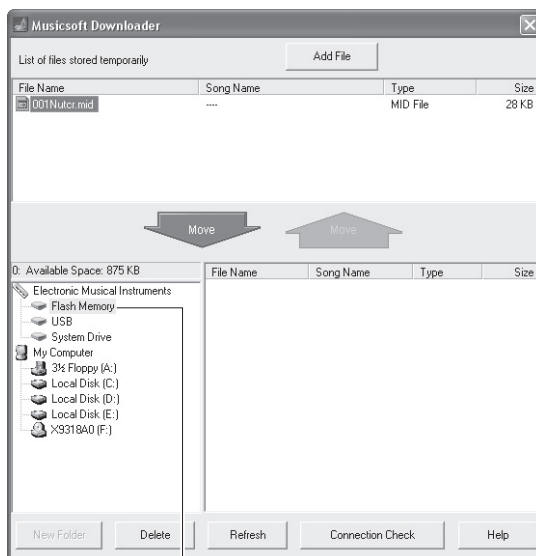 Musicsoft Downloader
List of files stored temporarily
Add File
File Name Song Name Type Size
001Nutcr.mid ---- MID File 28 KB
Move Move
0: Available Space: 875 KB
File Name Song Name Type Size
Electronic Musical Instruments
Flash Memory
USB
System Drive
My Computer
3½ Floppy (A:)
Local Disk (C:)
Local Disk (D:)
Local Disk (E:)
X9318A0 (F:)
New Folder Delete Refresh Connection Check Help